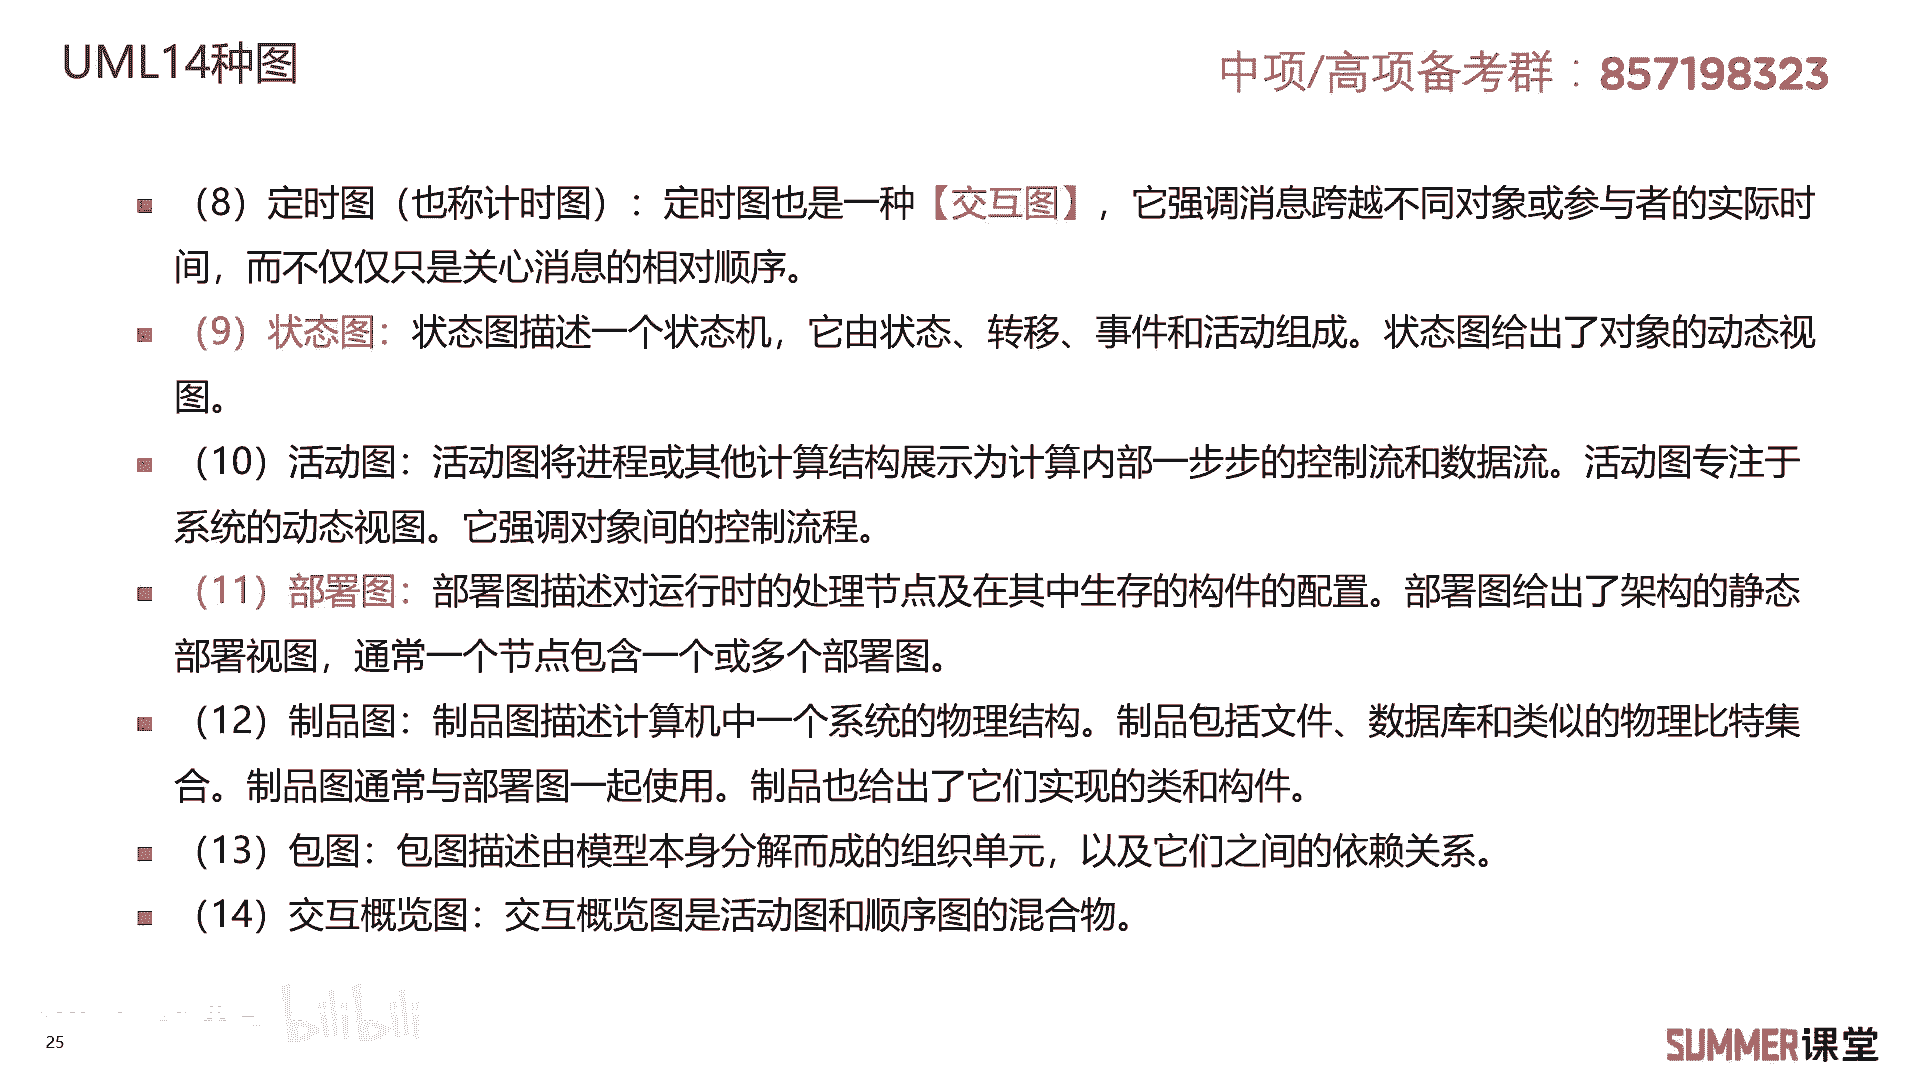 UML14种图
中项/高项备考群：857198323
（8）定时图（也称计时图）：定时图也是一种【交互图】，它强调消息跨越不同对象或参与者的实际时
间，而不仅仅只是关心消息的相对顺序。
（9）状态图：状态图描述一个状态机，它由状态、转移、事件和活动组成。状态图给出了对象的动态视
图。
（10）活动图：活动图将进程或其他计算结构展示为计算内部一步步的控制流和数据流。活动图专注于
系统的动态视图。它强调对象间的控制流程。
（11）部署图：部署图描述对运行时的处理节点及在其中生存的构件的配置。部署图给出了架构的静态
部署视图，通常一个节点包含一个或多个部署图。
（12）制品图：制品图描述计算机中一个系统的物理结构。制品包括文件、数据库和类似的物理比特集
合。制品图通常与部署图一起使用。制品也给出了它们实现的类和构件。
（13）包图：包图描述由模型本身分解而成的组织单元，以及它们之间的依赖关系。
（14）交互概览图：交互概览图是活动图和顺序图的混合物。
bilibili
25
SUMMER课堂